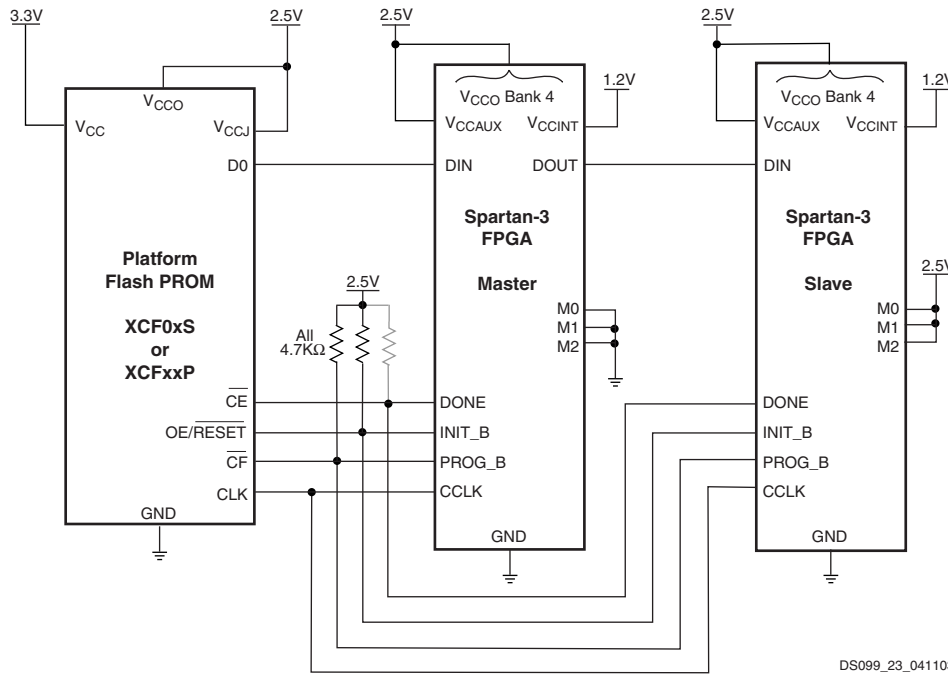 3.3V
2.5V
2.5V
2.5V
VCCO
VCC
VCCJ
D0
Platform
Flash PROM
XCF0xS
or
XCFxxP
CE
OE/RESET
CF
CLK
GND
All
4.7KΩ
2.5V
VCCO Bank 4
1.2V
VCCAUX
VCCINT
DIN
DOUT
Spartan-3
FPGA
Master
M0
M1
M2
DONE
INIT_B
PROG_B
CCLK
GND
VCCO Bank 4
1.2V
VCCAUX
VCCINT
DIN
Spartan-3
FPGA
Slave
2.5V
M0
M1
M2
DONE
INIT_B
PROG_B
CCLK
GND